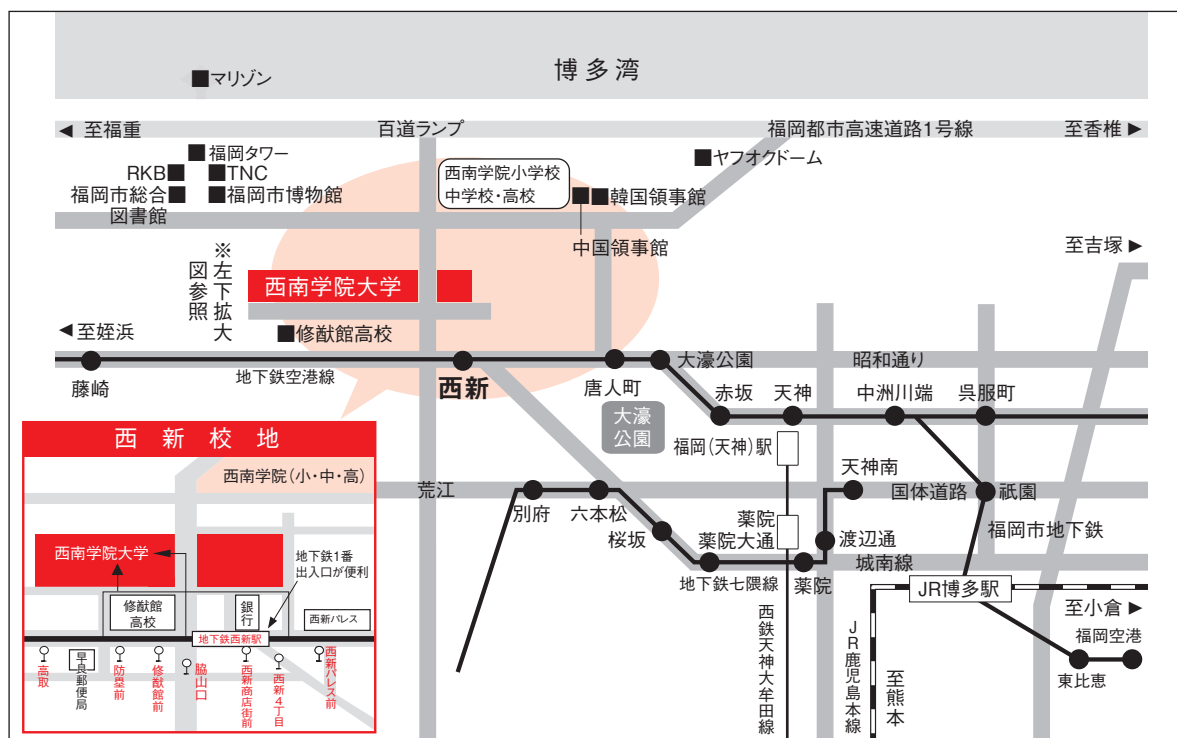 博多湾
■マリゾン
◀ 至福重
百道ランプ
福岡都市高速道路1号線
至香椎 ▶
■福岡タワー
RKB■
■TNC
福岡市総合■
図書館
■福岡市博物館
西南学院小学校
中学校・高校
■ヤフオクドーム
■■韓国領事館
中国領事館
至吉塚 ▶
※左下拡大
図参照
西南学院大学
■修猷館高校
◀至姪浜
藤崎
地下鉄空港線
西新
唐人町
大濠公園
昭和通り
赤坂
天神
中洲川端
呉服町
大濠
公園
福岡(天神)駅
天神南
荒江
国体道路
祇園
別府
六本松
桜坂
薬院
薬院大通
渡辺通
福岡市地下鉄
城南線
地下鉄七隈線
薬院
JR博多駅
至小倉 ▶
福岡空港
東比恵
西鉄天神大牟田線
JR鹿児島本線
至熊本
西新校地
西南学院(小・中・高)
西南学院大学
地下鉄1番
出入口が便利
修猷館
高校
銀行
西新パレス
地下鉄西新駅
高取
早良郵便局
防塁前
修猷館前
脇山口
西新商店街前
西新4丁目
西新パレス前